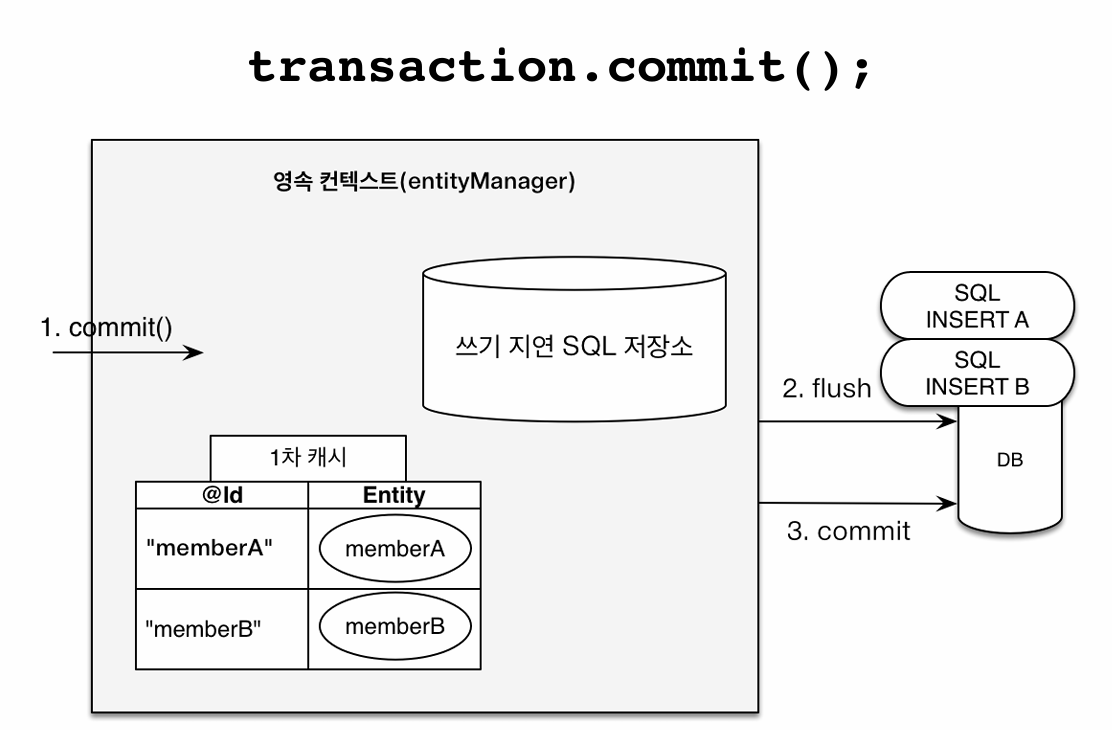 transaction.commit();
영속 컨텍스트(entityManager)
1. commit()
쓰기 지연 SQL 저장소
SQL
INSERT A
SQL
INSERT B
2. flush
DB
3. commit
1차 캐시
@Id Entity
"memberA" memberA
"memberB" memberB